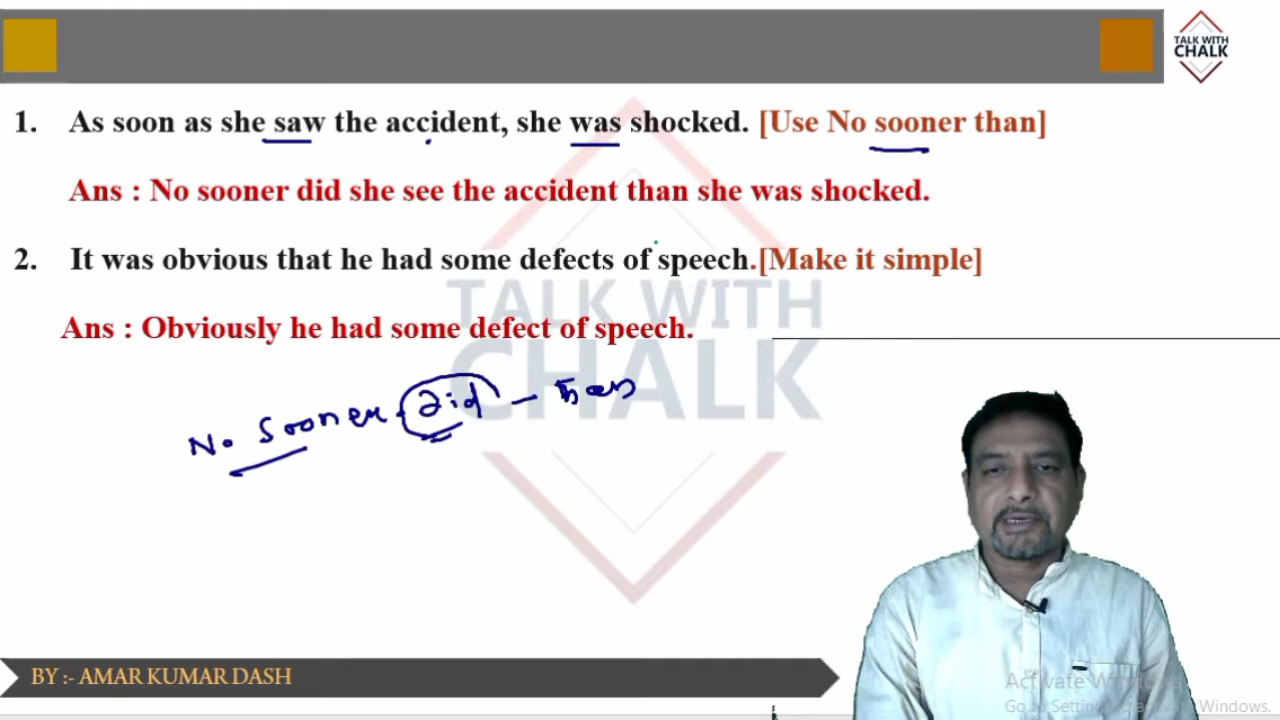 TALK WITH
CHALK
1. As soon as she saw the accident, she was shocked. [Use No sooner than]
Ans : No sooner did she see the accident than she was shocked.
2. It was obvious that he had some defects of speech.[Make it simple]
Ans : Obviously he had some defect of speech.
TALK WITH
CHALK
No Sooner did –
BY :- AMAR KUMAR DASH
Activate Windows